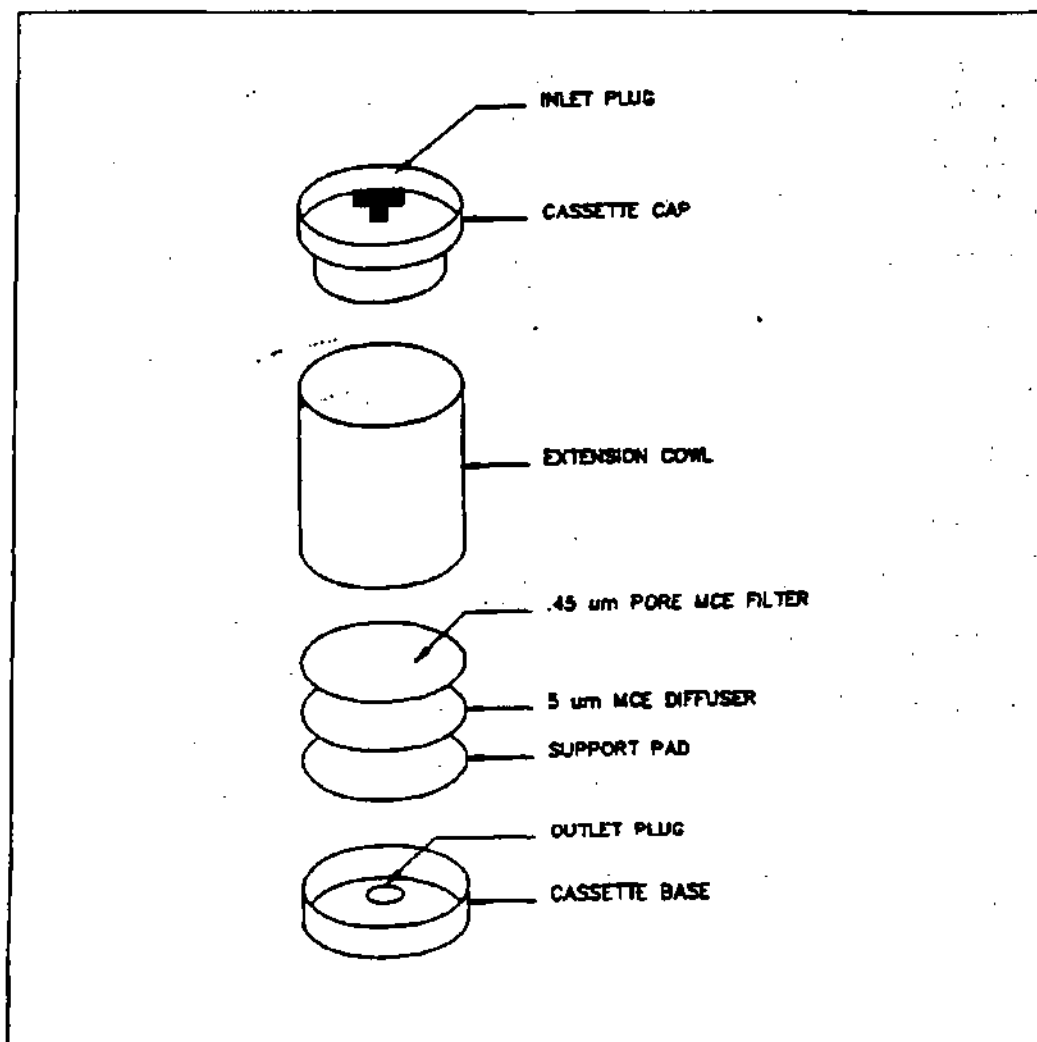 INLET PLUG
CASSETTE CAP
EXTENSION COWL
.45 um PORE MCE FILTER
5 um MCE DIFFUSER
SUPPORT PAD
OUTLET PLUG
CASSETTE BASE